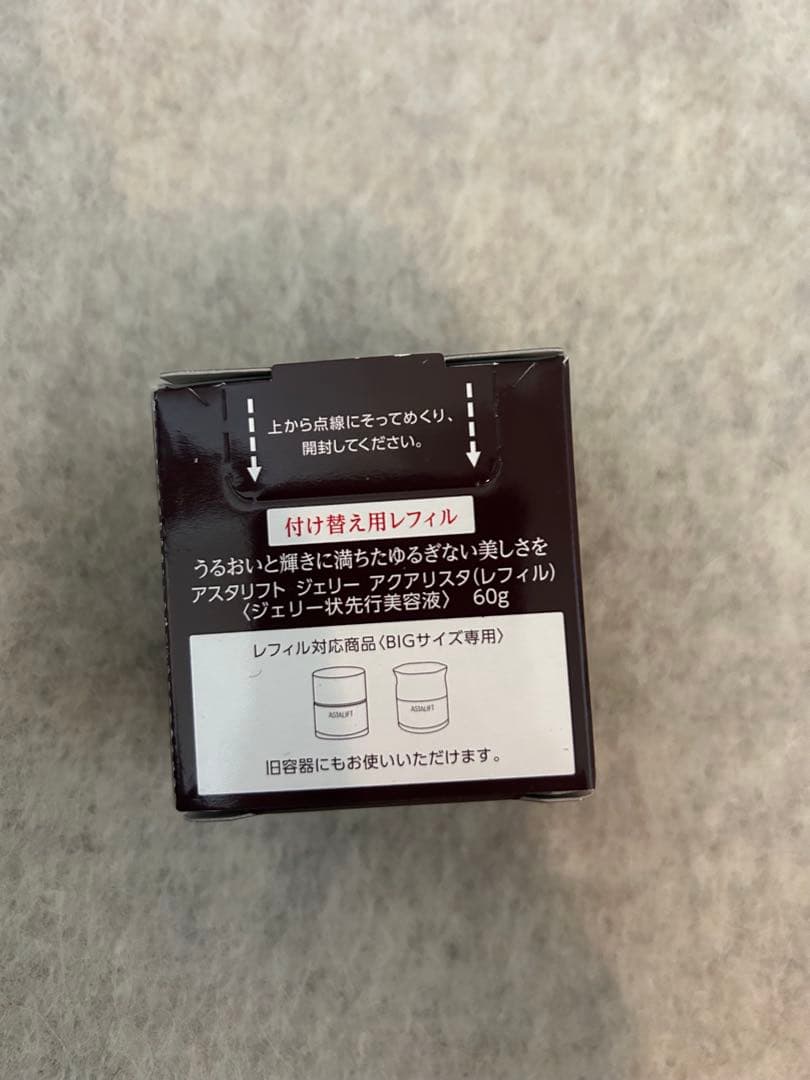 上から点線にそってめくり、
開封してください。
付け替え用レフィル
うるおいと輝きに満ちたゆるぎない美しさを
アスタリフト ジェリー アクアリスタ(レフィル)
〈ジェリー状先行美容液〉 60g
レフィル対応商品〈BIGサイズ専用〉
ASTALIFT ASTALIFT
旧容器にもお使いいただけます。